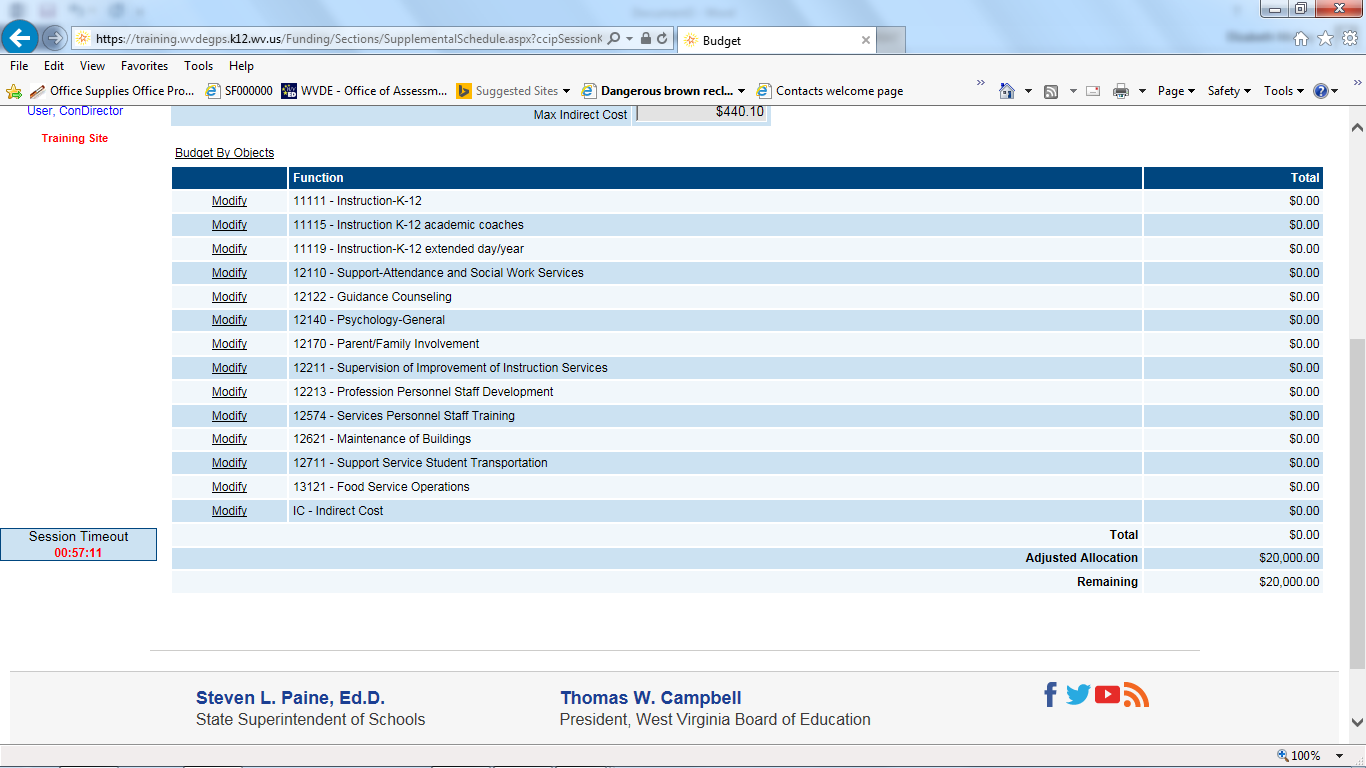 https://training.wvdegps.k12.wv.us/Funding/Sections/SupplementalSchedule.aspx?ccipSessionK
Budget
File Edit View Favorites Tools Help
Office Supplies Office Pro... SF000000 WVDE - Office of Assessm... Suggested Sites Dangerous brown recl... Contacts welcome page Page Safety Tools
User, ConDirector
Training Site
Max Indirect Cost $440.10
Budget By Objects
Function Total
Modify 11111 - Instruction-K-12 $0.00
Modify 11115 - Instruction K-12 academic coaches $0.00
Modify 11119 - Instruction-K-12 extended day/year $0.00
Modify 12110 - Support-Attendance and Social Work Services $0.00
Modify 12122 - Guidance Counseling $0.00
Modify 12140 - Psychology-General $0.00
Modify 12170 - Parent/Family Involvement $0.00
Modify 12211 - Supervision of Improvement of Instruction Services $0.00
Modify 12213 - Profession Personnel Staff Development $0.00
Modify 12574 - Services Personnel Staff Training $0.00
Modify 12621 - Maintenance of Buildings $0.00
Modify 12711 - Support Service Student Transportation $0.00
Modify 13121 - Food Service Operations $0.00
Modify IC - Indirect Cost $0.00
Total $0.00
Adjusted Allocation $20,000.00
Remaining $20,000.00
Session Timeout
00:57:11
Steven L. Paine, Ed.D.
State Superintendent of Schools
Thomas W. Campbell
President, West Virginia Board of Education
100%